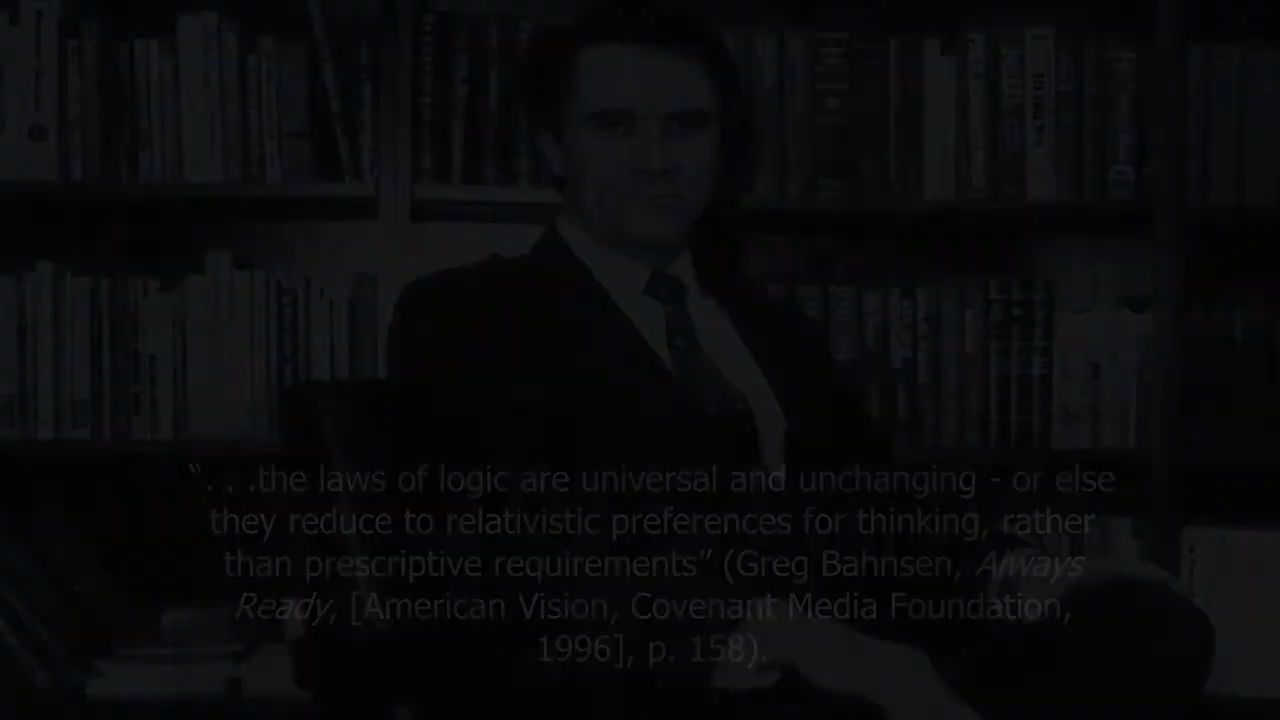 “. . .the laws of logic are universal and unchanging - or else
they reduce to relativistic preferences for thinking, rather
than prescriptive requirements” (Greg Bahnsen, Always
Ready, [American Vision, Covenant Media Foundation,
1996], p. 158).